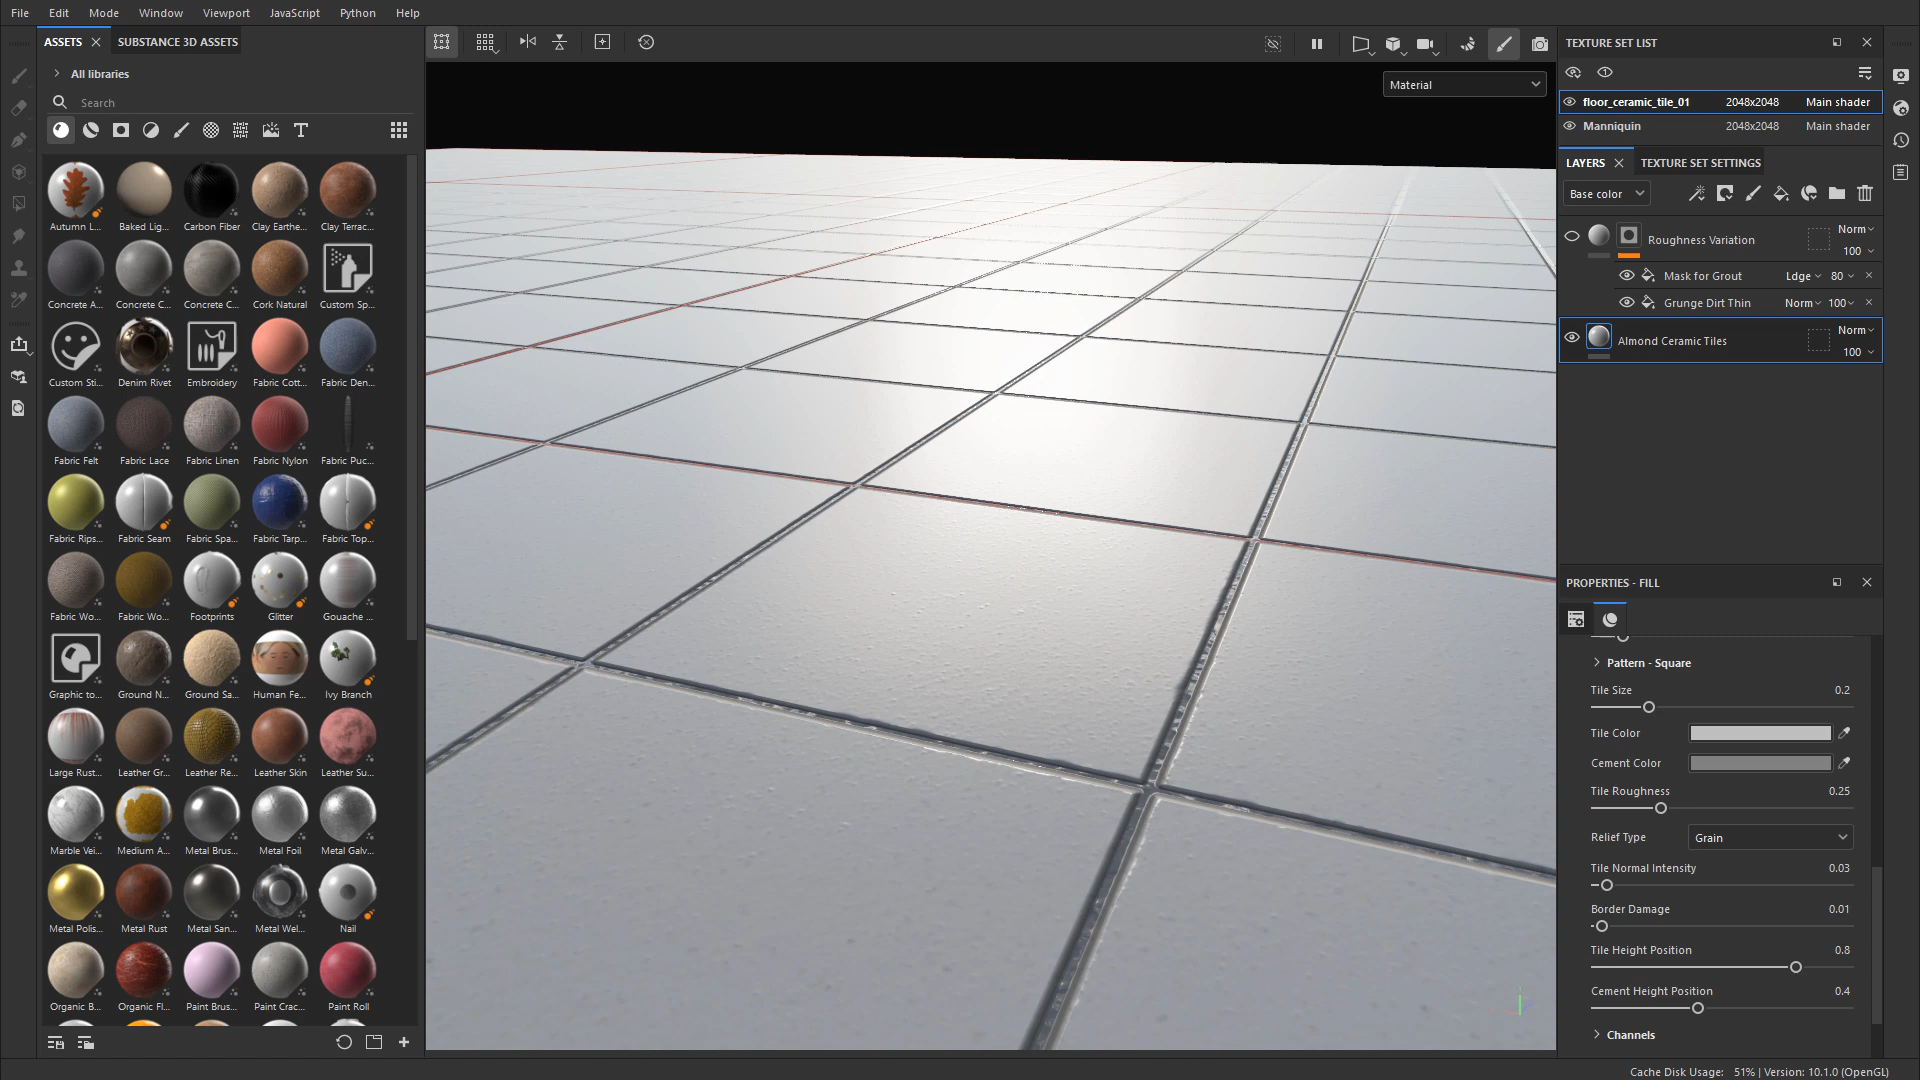 File Edit Mode Window Viewport JavaScript Python Help
ASSETS SUBSTANCE 3D ASSETS
All libraries
Search
Autumn L... Baked Lig... Carbon Fiber Clay Earthe... Clay Terrac...
Concrete A... Concrete C... Concrete C... Cork Natural Custom Sp...
Custom Sti... Denim Rivet Embroidery Fabric Cott... Fabric Den...
Fabric Felt Fabric Lace Fabric Linen Fabric Nylon Fabric Puc...
Fabric Rips... Fabric Seam Fabric Spa... Fabric Tarp... Fabric Top...
Fabric Wo... Fabric Wo... Footprints Glitter Gouache ...
Graphic to... Ground N... Ground Sa... Human Fe... Ivy Branch
Large Rust... Leather Gr... Leather Re... Leather Skin Leather Su...
Marble Vei... Medium A... Metal Brus... Metal Foil Metal Galv...
Metal Polis... Metal Rust Metal San... Metal Wel... Nail
Organic B... Organic Fl... Paint Brus... Paint Crac... Paint Roll
Material
TEXTURE SET LIST
floor_ceramic_tile_01 2048x2048 Main shader
Manniquin 2048x2048 Main shader
LAYERS TEXTURE SET SETTINGS
Base color
Roughness Variation Norm 100
Mask for Grout Ldge 80
Grunge Dirt Thin Norm 100
Almond Ceramic Tiles Norm 100
PROPERTIES - FILL
Pattern - Square
Tile Size 0.2
Tile Color
Cement Color
Tile Roughness 0.25
Relief Type Grain
Tile Normal Intensity 0.03
Border Damage 0.01
Tile Height Position 0.8
Cement Height Position 0.4
Channels
Cache Disk Usage: 51% | Version: 10.1.0 (OpenGL)